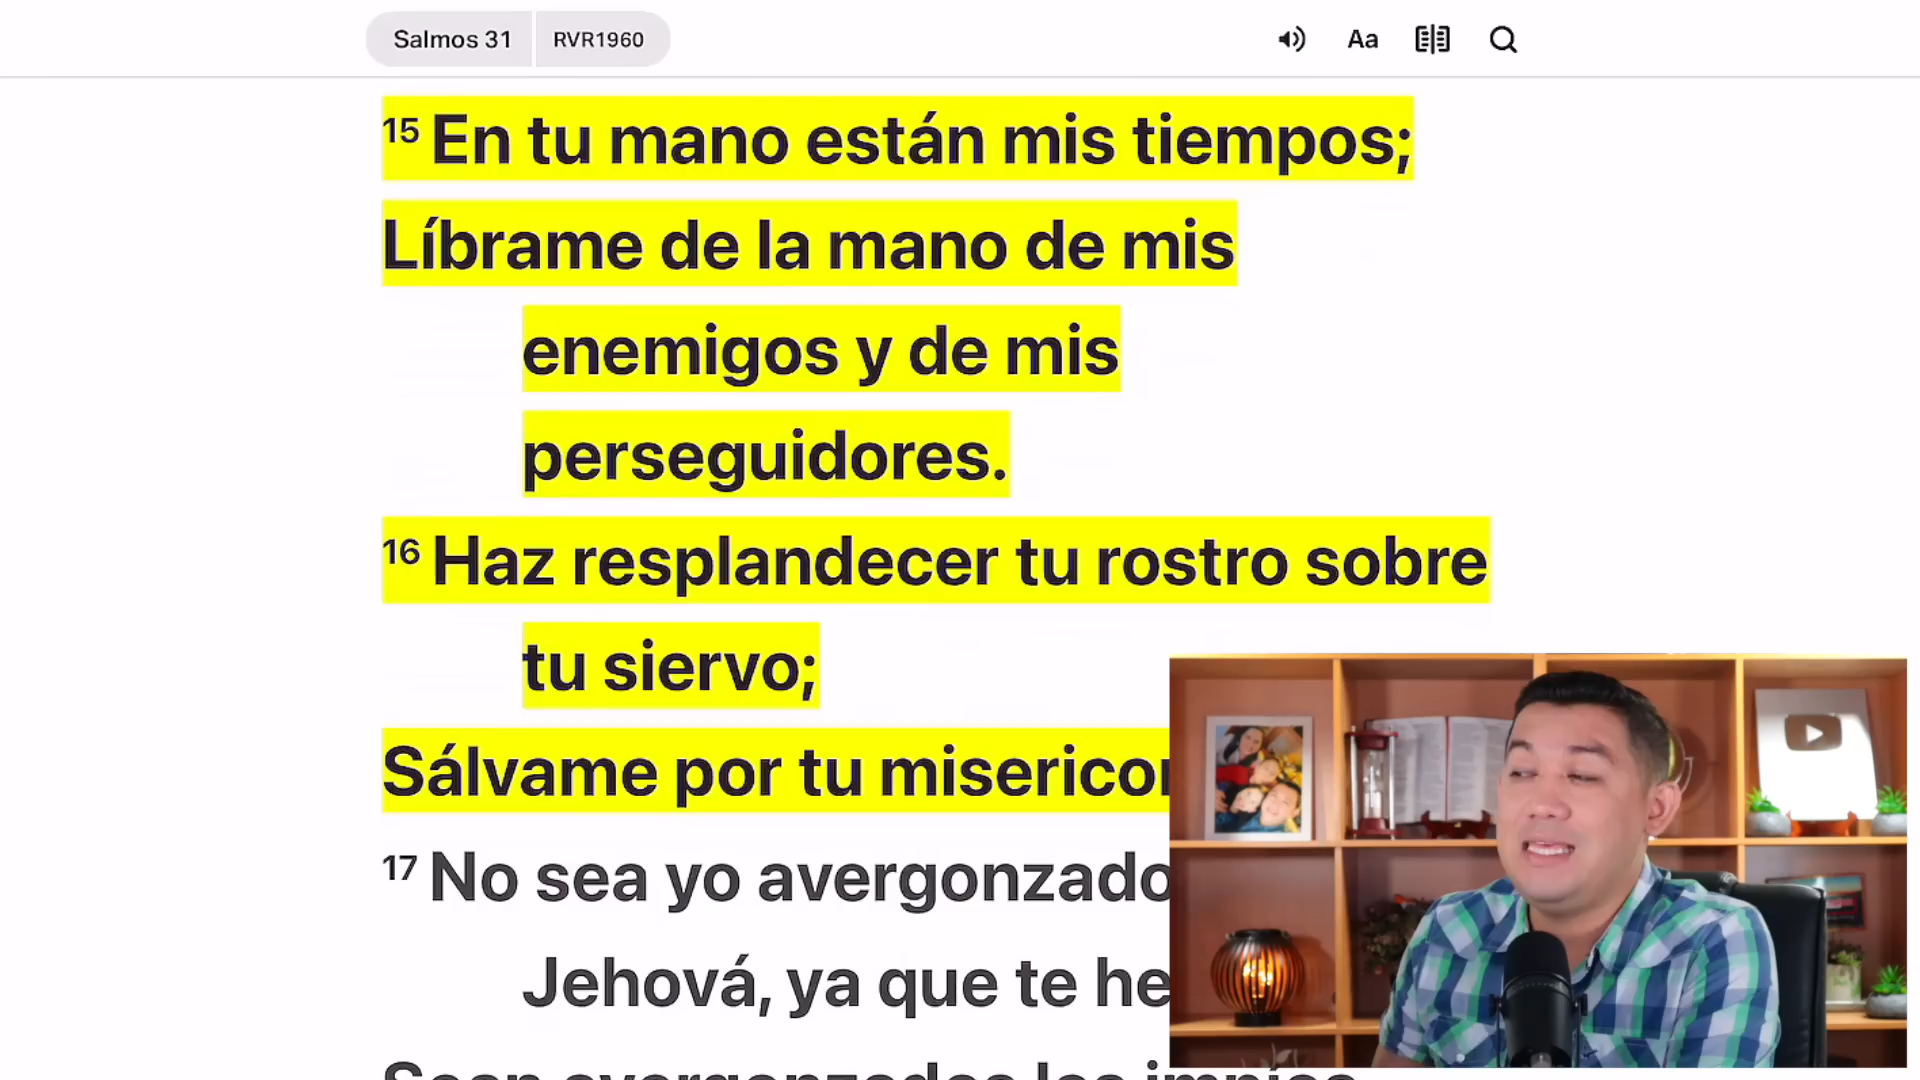 Salmos 31 RVR1960 Aa
15 En tu mano están mis tiempos;
Líbrame de la mano de mis
enemigos y de mis
perseguidores.
16 Haz resplandecer tu rostro sobre
tu siervo;
Sálvame por tu
17 No sea yo avergonzado
Jehová, ya que te he